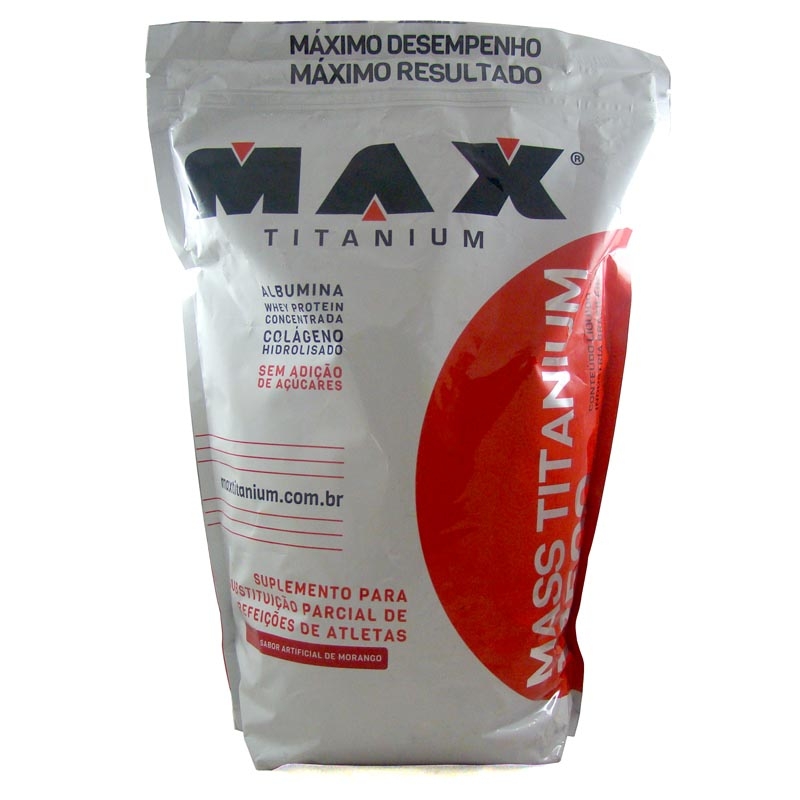 MÁXIMO DESEMPENHO
MÁXIMO RESULTADO
MAX®
TITANIUM
ALBUMINA
WHEY PROTEIN
CONCENTRADA
COLÁGENO
HIDROLISADO
SEM ADIÇÃO
DE AÇÚCARES
maxtitanium.com.br
MASS TITANIUM
CONTEÚDO
SUPLEMENTO PARA
PARCIAL DE
REFEIÇÕES DE ATLETAS
SABOR ARTIFICIAL DE MORANGO